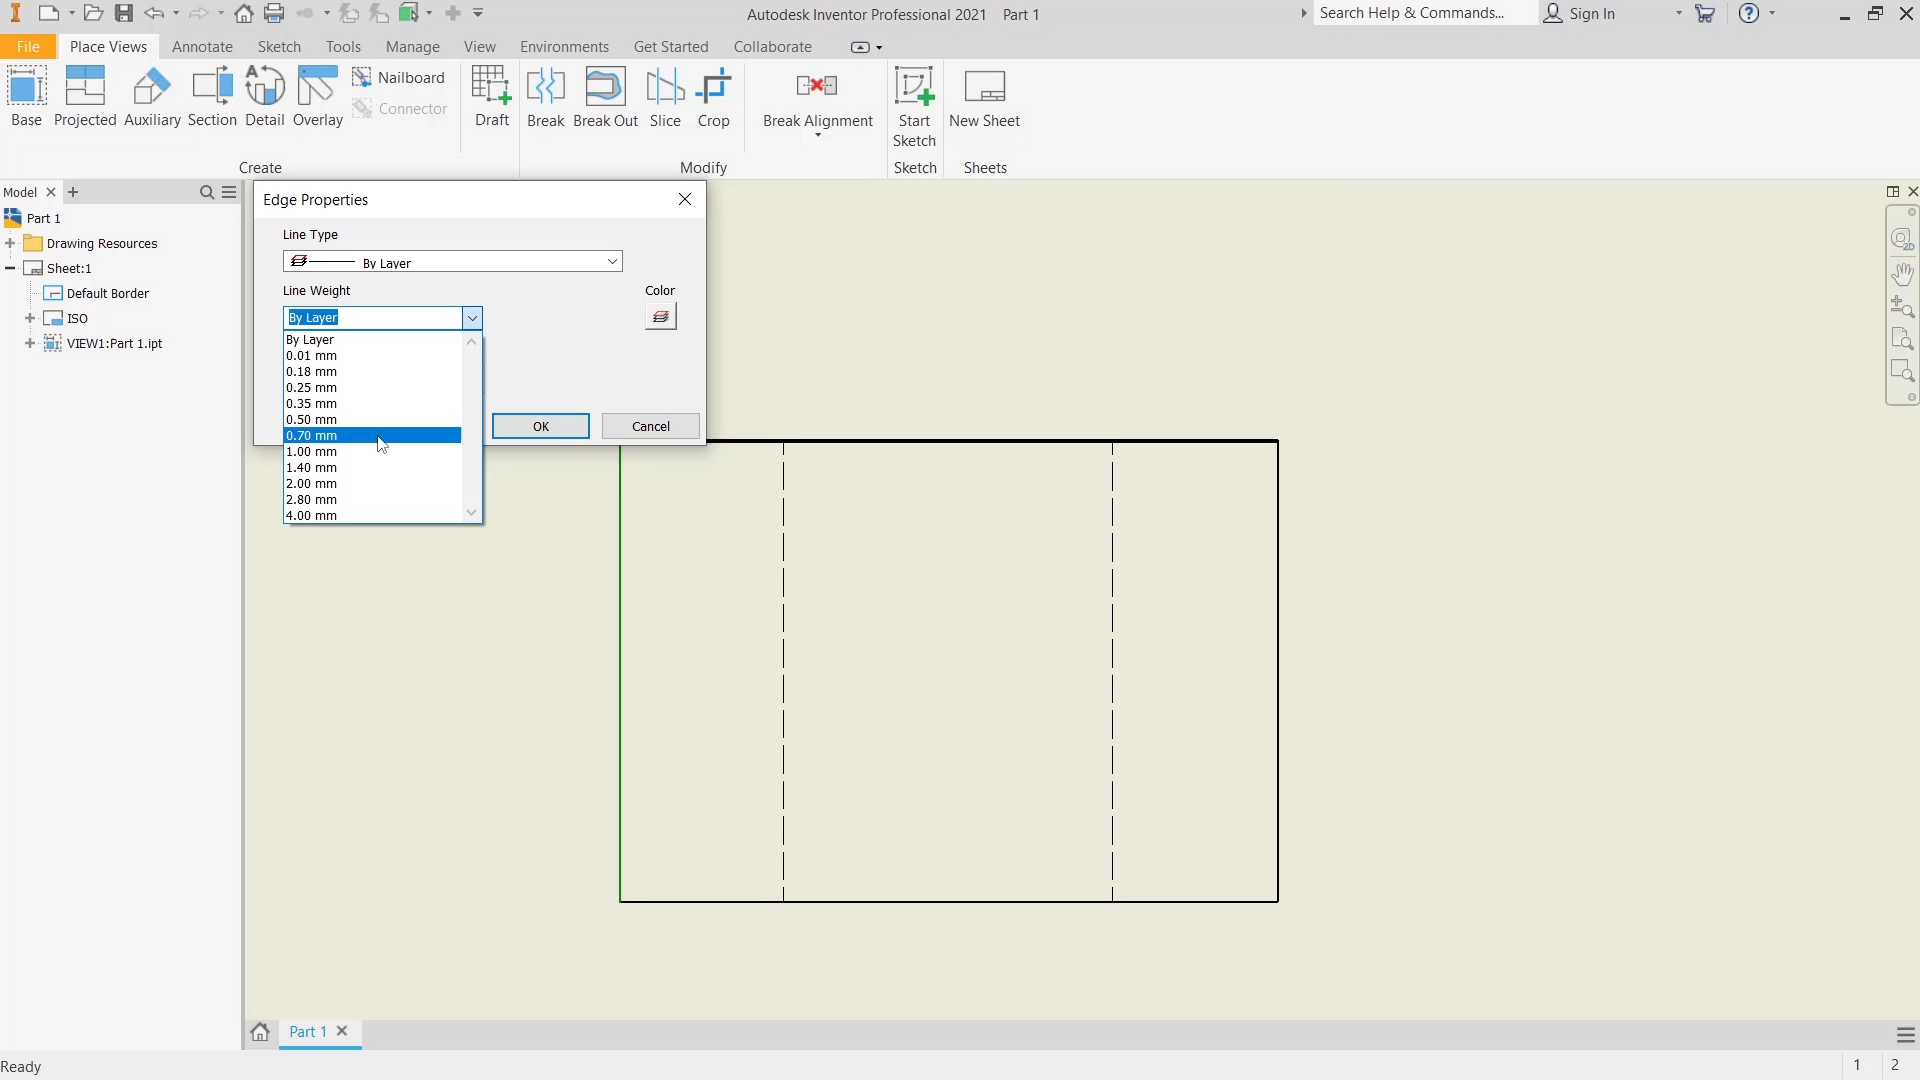 Autodesk Inventor Professional 2021 Part 1
Search Help & Commands...
Sign In
File
Place Views
Annotate
Sketch
Tools
Manage
View
Environments
Get Started
Collaborate
Base
Projected
Auxiliary
Section
Detail
Overlay
Nailboard
Connector
Draft
Break
Break Out
Slice
Crop
Break Alignment
Start
Sketch
New Sheet
Create
Modify
Sketch
Sheets
Model
Part 1
Drawing Resources
Sheet:1
Default Border
ISO
VIEW1:Part 1.ipt
Edge Properties
Line Type
By Layer
Line Weight
Color
By Layer
By Layer
0.01 mm
0.18 mm
0.25 mm
0.35 mm
0.50 mm
0.70 mm
1.00 mm
1.40 mm
2.00 mm
2.80 mm
4.00 mm
OK
Cancel
2D
Part 1
Ready
1
2